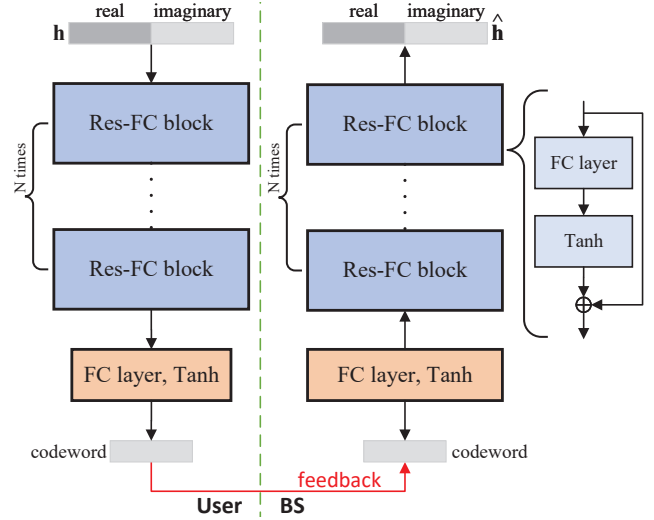 real imaginary
h
Res-FC block
N times
Res-FC block
FC layer, Tanh
codeword
User
real imaginary
ĥ
Res-FC block
N times
Res-FC block
FC layer, Tanh
codeword
feedback
BS
FC layer
Tanh